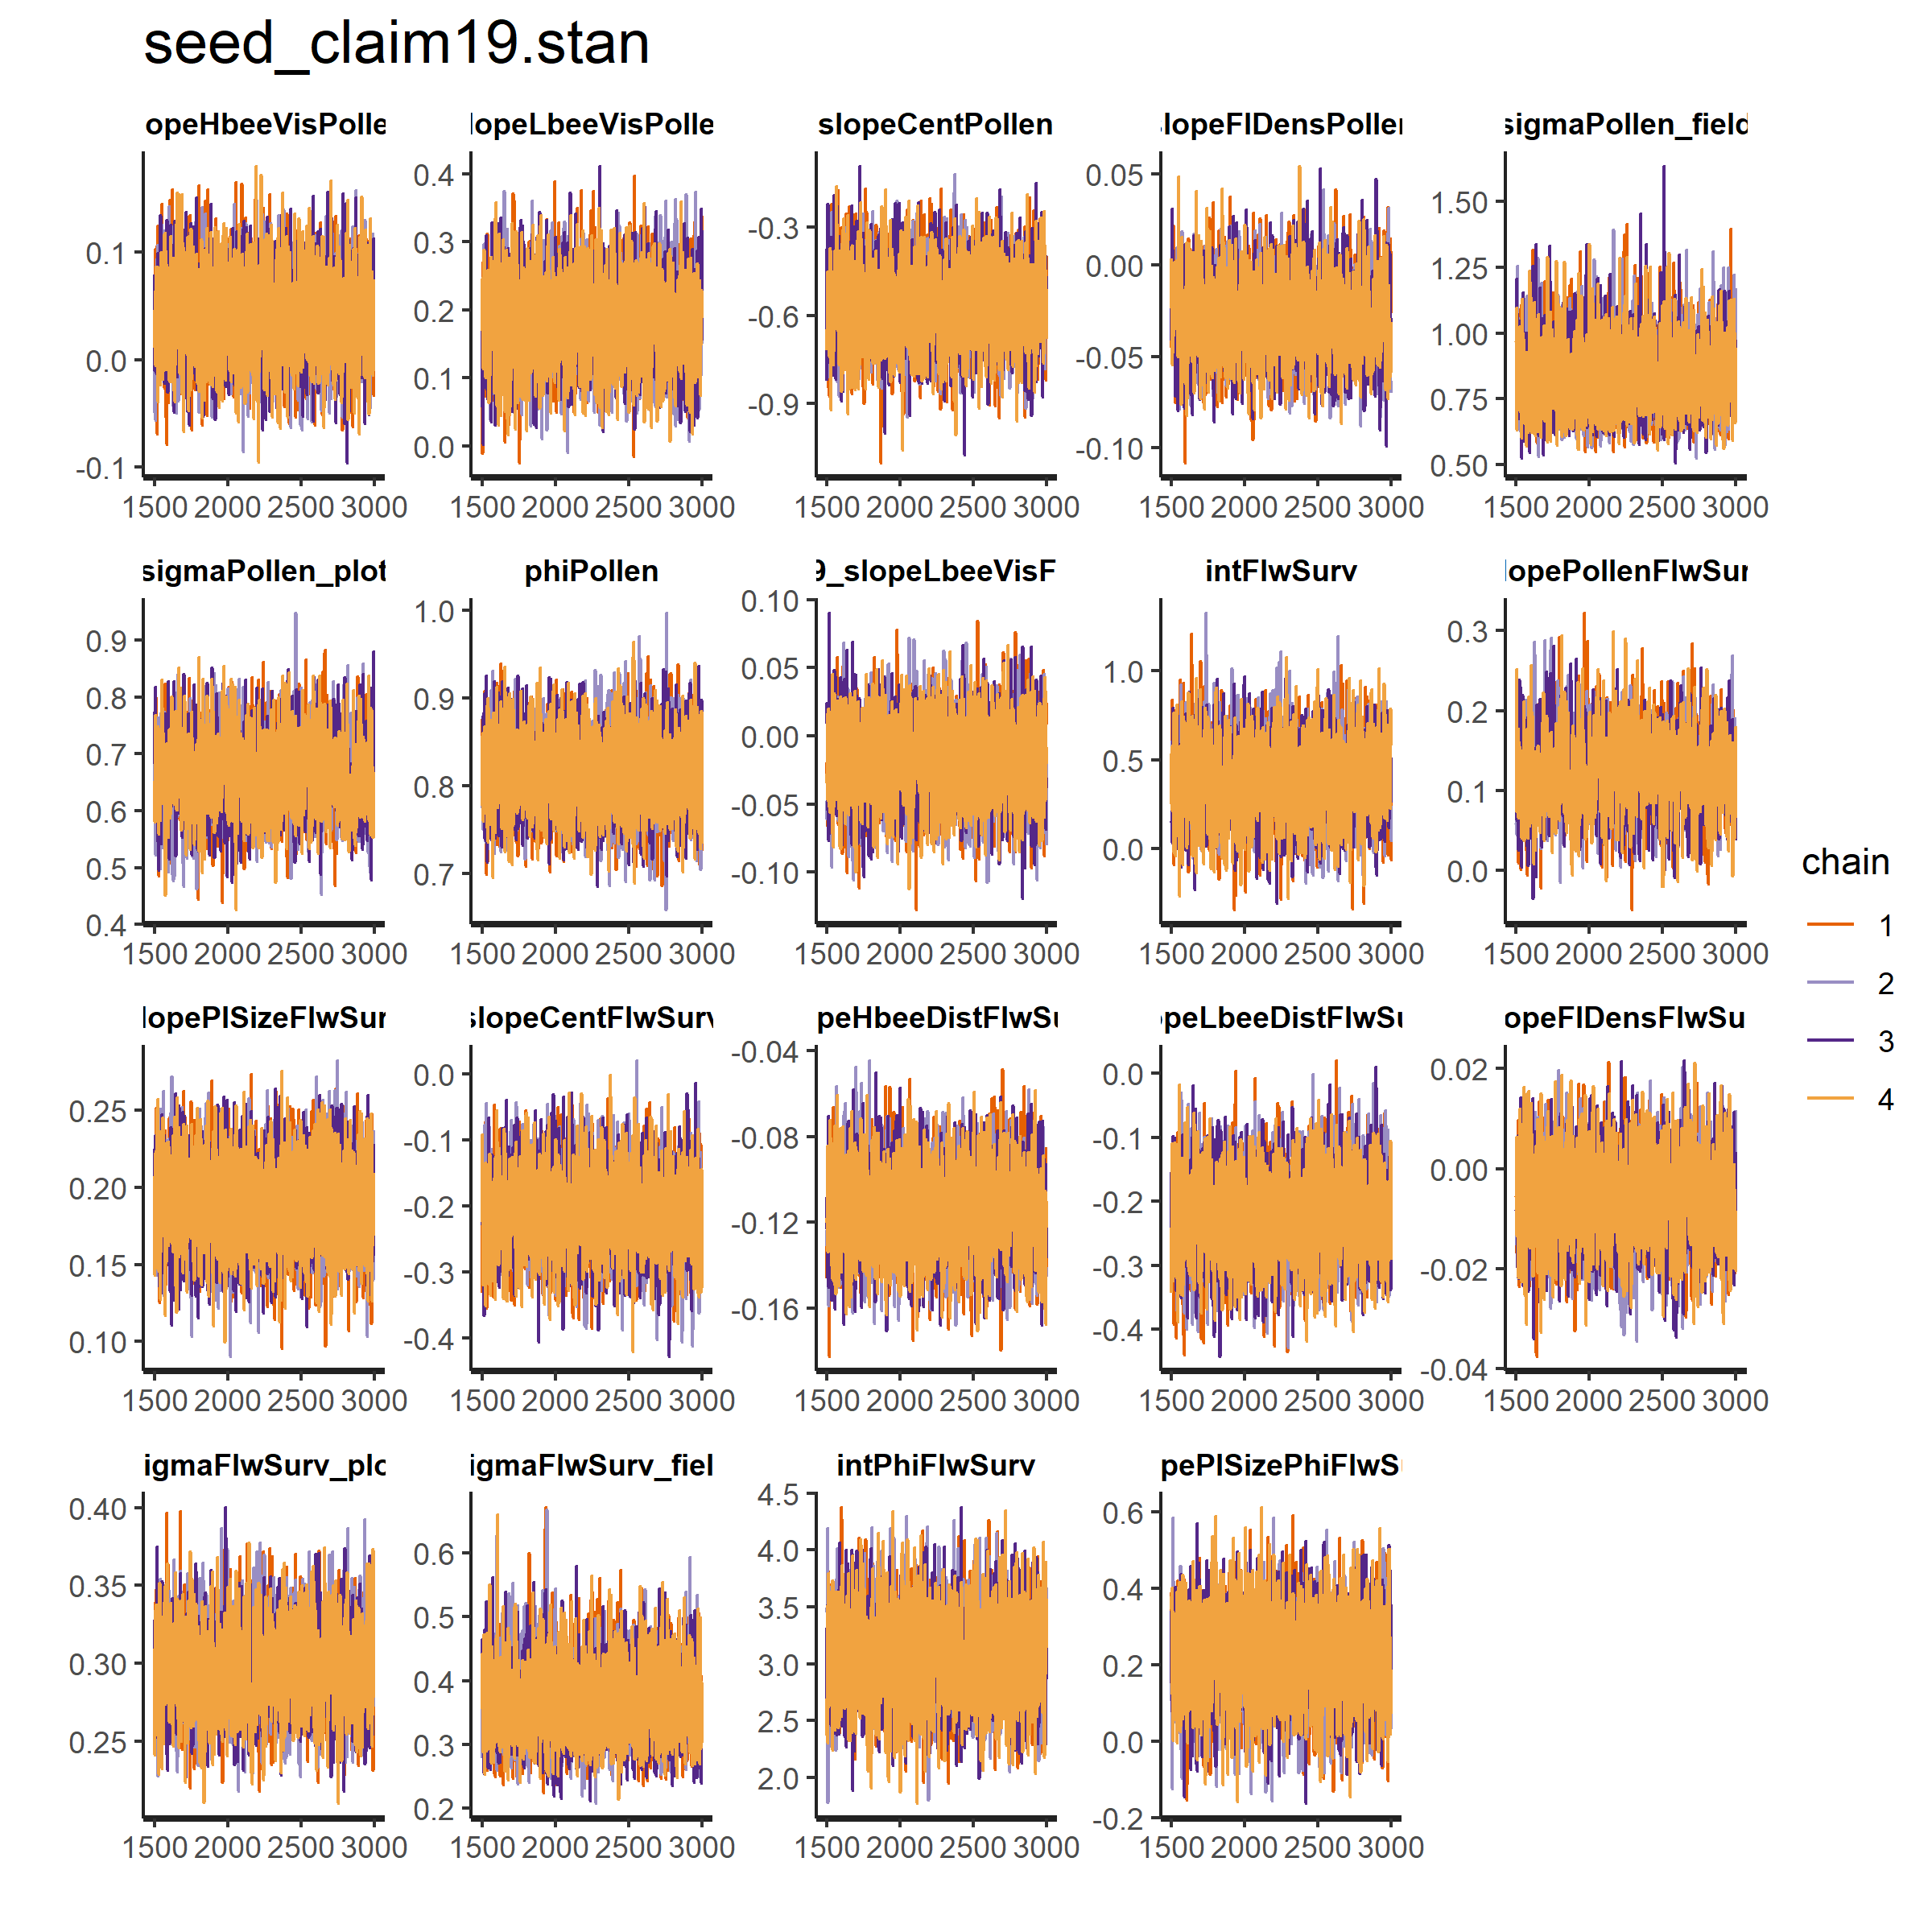 seed_claim19.stan
opeHbeeVisPolle lopeLbeeVisPolle slopeCentPollen lopeFlDensPollen sigmaPollen_field
0.1 0.0 -0.1
0.4 0.3 0.2 0.1 0.0
-0.3 -0.6 -0.9
0.05 0.00 -0.05 -0.10
1.50 1.25 1.00 0.75 0.50
1500 2000 2500 3000 1500 2000 2500 3000 1500 2000 2500 3000 1500 2000 2500 3000 1500 2000 2500 3000
sigmaPollen_plot phiPollen 9_slopeLbeeVisF intFlwSurv lopePollenFlwSur
0.9 0.8 0.7 0.6 0.5 0.4
1.0 0.9 0.8 0.7
0.10 0.05 0.00 -0.05 -0.10
1.0 0.5 0.0
0.3 0.2 0.1 0.0
1500 2000 2500 3000 1500 2000 2500 3000 1500 2000 2500 3000 1500 2000 2500 3000 1500 2000 2500 3000
lopePlSizeFlwSur slopeCentFlwSurv peHbeeDistFlwSu opeLbeeDistFlwSu opeFlDensFlwSu
0.25 0.20 0.15 0.10
0.0 -0.1 -0.2 -0.3 -0.4
-0.04 -0.08 -0.12 -0.16
0.0 -0.1 -0.2 -0.3 -0.4
0.02 0.00 -0.02 -0.04
1500 2000 2500 3000 1500 2000 2500 3000 1500 2000 2500 3000 1500 2000 2500 3000 1500 2000 2500 3000
igmaFlwSurv_plo igmaFlwSurv_fiel intPhiFlwSurv pePlSizePhiFlwS
0.40 0.35 0.30 0.25
0.6 0.5 0.4 0.3 0.2
4.5 4.0 3.5 3.0 2.5 2.0
0.6 0.4 0.2 0.0 -0.2
1500 2000 2500 3000 1500 2000 2500 3000 1500 2000 2500 3000 1500 2000 2500 3000
chain
1
2
3
4